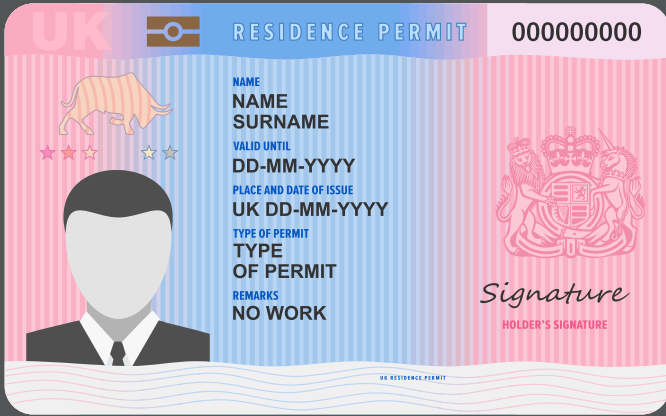 UK
RESIDENCE PERMIT
000000000
NAME
NAME
SURNAME
VALID UNTIL
DD-MM-YYYY
PLACE AND DATE OF ISSUE
UK DD-MM-YYYY
TYPE OF PERMIT
TYPE
OF PERMIT
REMARKS
NO WORK
Signature
HOLDER'S SIGNATURE
UK RESIDENCE PERMIT